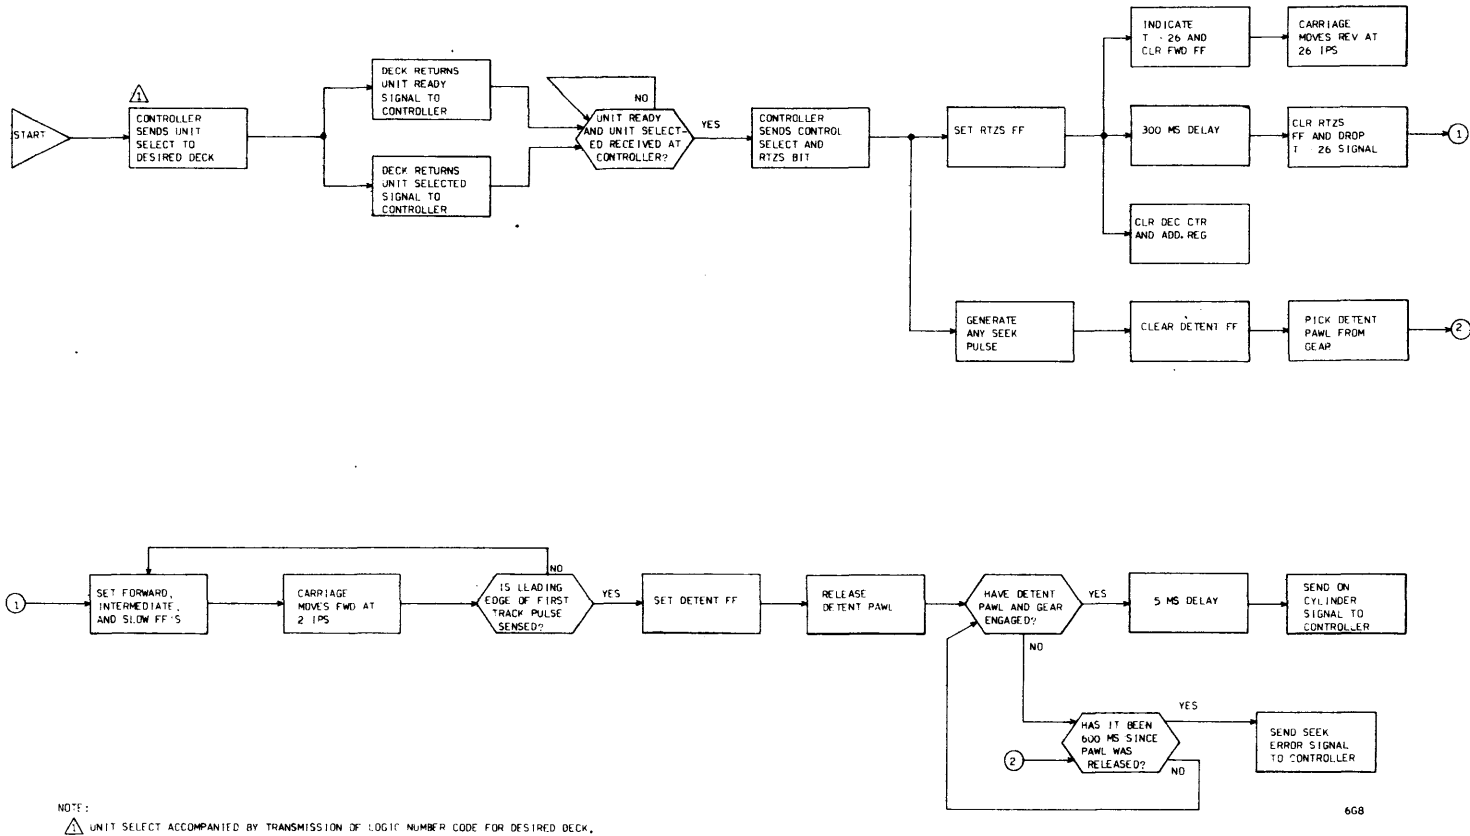 START
1
CONTROLLER
SENDS UNIT
SELECT TO
DESIRED DECK
DECK RETURNS
UNIT READY
SIGNAL TO
CONTROLLER
DECK RETURNS
UNIT SELECTED
SIGNAL TO
CONTROLLER
NO
UNIT READY
AND UNIT SELECT-
ED RECEIVED AT
CONTROLLER?
YES
CONTROLLER
SENDS CONTROL
SELECT AND
RTZS BIT
SET RTZS FF
INDICATE
T - 26 AND
CLR FWD FF
CARRIAGE
MOVES REV AT
26 IPS
300 MS DELAY
CLR RTZS
FF AND DROP
T - 26 SIGNAL
1
CLR DEC CTR
AND ADD.REG
GENERATE
ANY SEEK
PULSE
CLEAR DETENT FF
PICK DETENT
PAWL FROM
GEAR
2
1
SET FORWARD,
INTERMEDIATE,
AND SLOW FF'S
CARRIAGE
MOVES FWD AT
2 IPS
NO
IS LEADING
EDGE OF FIRST
TRACK PULSE
SENSED?
YES
SET DETENT FF
RELEASE
DETENT PAWL
HAVE DETENT
PAWL AND GEAR
ENGAGED?
YES
5 MS DELAY
SEND ON
CYLINDER
SIGNAL TO
CONTROLLER
NO
2
HAS IT BEEN
600 MS SINCE
PAWL WAS
RELEASED?
YES
NO
SEND SEEK
ERROR SIGNAL
TO CONTROLLER
6G8
NOTE:
1 UNIT SELECT ACCOMPANIED BY TRANSMISSION OF LOGIC NUMBER CODE FOR DESIRED DECK.